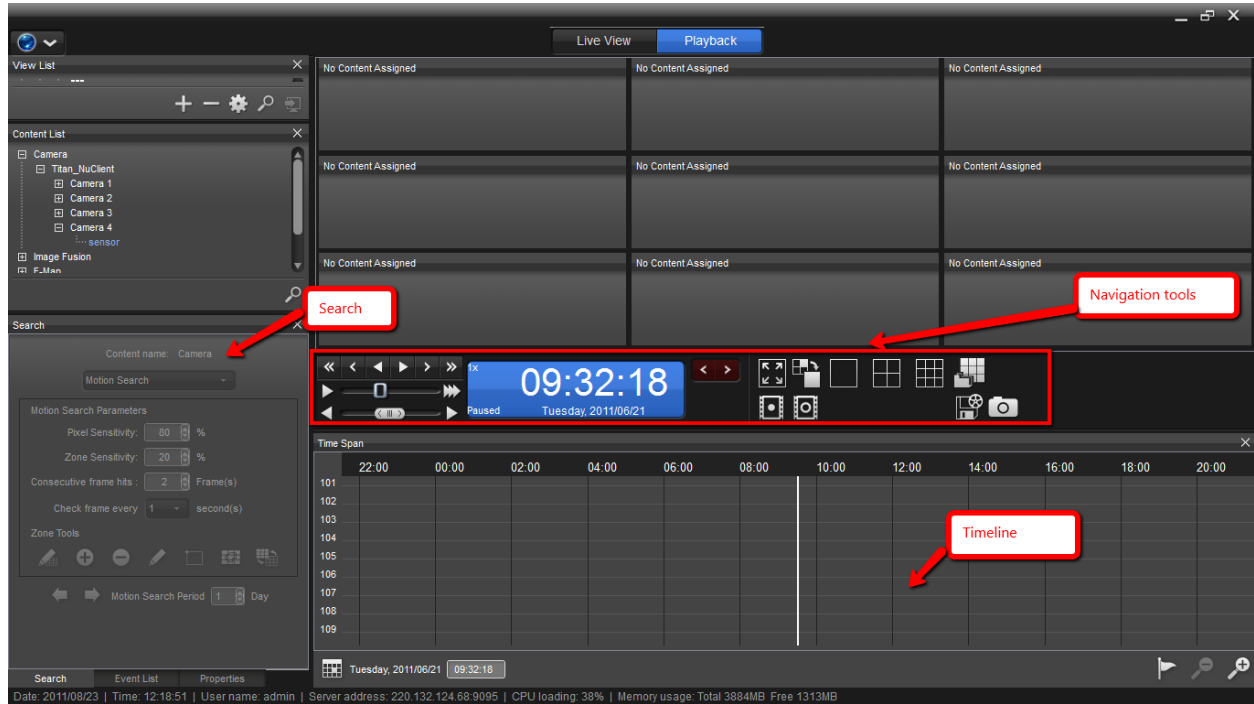 Live View
Playback
View List
Content List
Camera
Titan_NuClient
Camera 1
Camera 2
Camera 3
Camera 4
sensor
Image Fusion
E-Map
Search
Content name: Camera
Motion Search
Motion Search Parameters
Pixel Sensitivity: 80 %
Zone Sensitivity: 20 %
Consecutive frame hits : 2 Frame(s)
Check frame every 1 second(s)
Zone Tools
Motion Search Period 1 Day
Search Event List Properties
No Content Assigned No Content Assigned No Content Assigned
No Content Assigned No Content Assigned No Content Assigned
No Content Assigned No Content Assigned No Content Assigned
Search
Navigation tools
1x
09:32:18
Paused Tuesday, 2011/06/21
Time Span
22:00 00:00 02:00 04:00 06:00 08:00 10:00 12:00 14:00 16:00 18:00 20:00
101
102
103
104
105
106
107
108
109
Timeline
Tuesday, 2011/06/21 09:32:18
Date: 2011/08/23 | Time: 12:18:51 | User name: admin | Server address: 220.132.124.68:9095 | CPU loading: 38% | Memory usage: Total 3884MB Free 1313MB